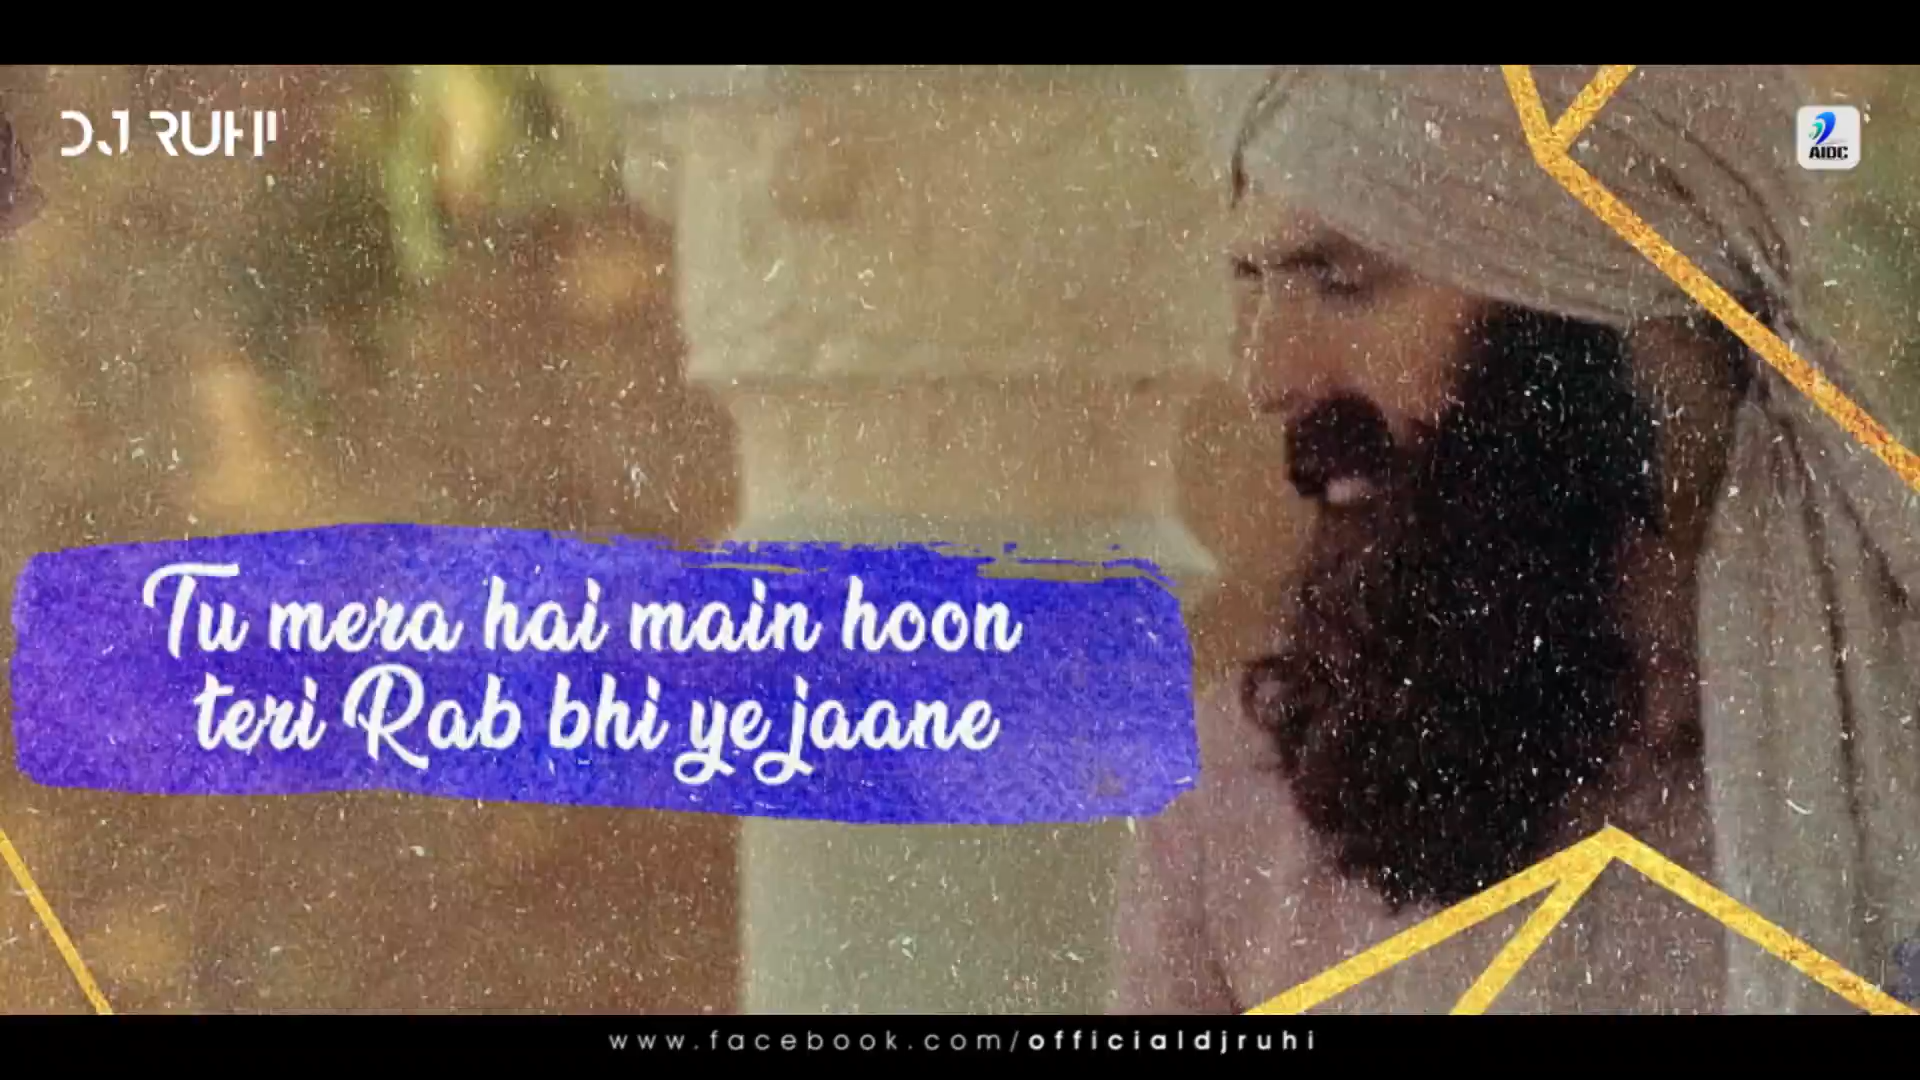 DJ RUHI
AIDC
Tu mera hai main hoon
teri Rab bhi ye jaane
www.facebook.com/officialdjruhi